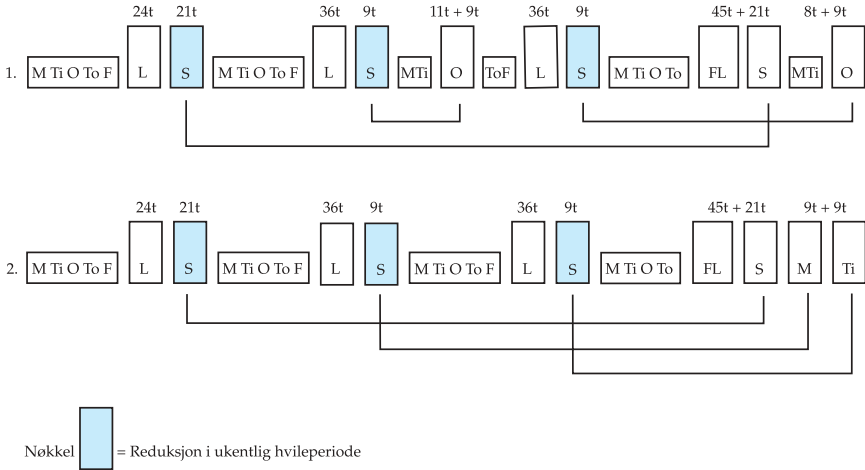 24t 21t 36t 9t 11t + 9t 36t 9t 45t + 21t 8t + 9t
1. M Ti O To F L S M Ti O To F L S MTi O ToF L S M Ti O To FL S MTi O
24t 21t 36t 9t 36t 9t 45t + 21t 9t + 9t
2. M Ti O To F L S M Ti O To F L S M Ti O To F L S M Ti O To FL S M Ti
Nøkkel = Reduksjon i ukentlig hvileperiode